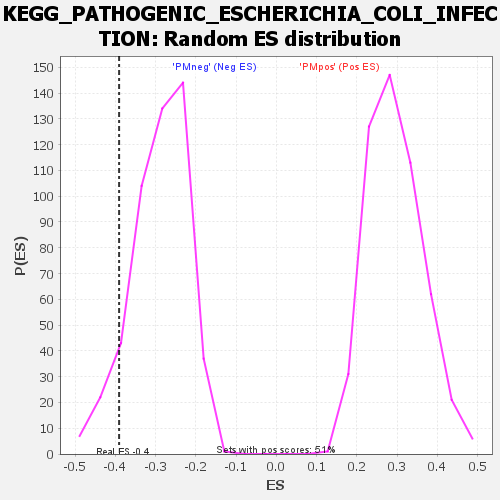 KEGG_PATHOGENIC_ESCHERICHIA_COLI_INFEC
TION: Random ES distribution
'PMneg' (Neg ES) 'PMpos' (Pos ES)
150
140
130
120
110
100
90
80
70
60
50
40
30
20
10
0
P(ES)
Real ES -0.4
Sets with pos scores: 51%
-0.5 -0.4 -0.3 -0.2 -0.1 0.0 0.1 0.2 0.3 0.4 0.5
ES